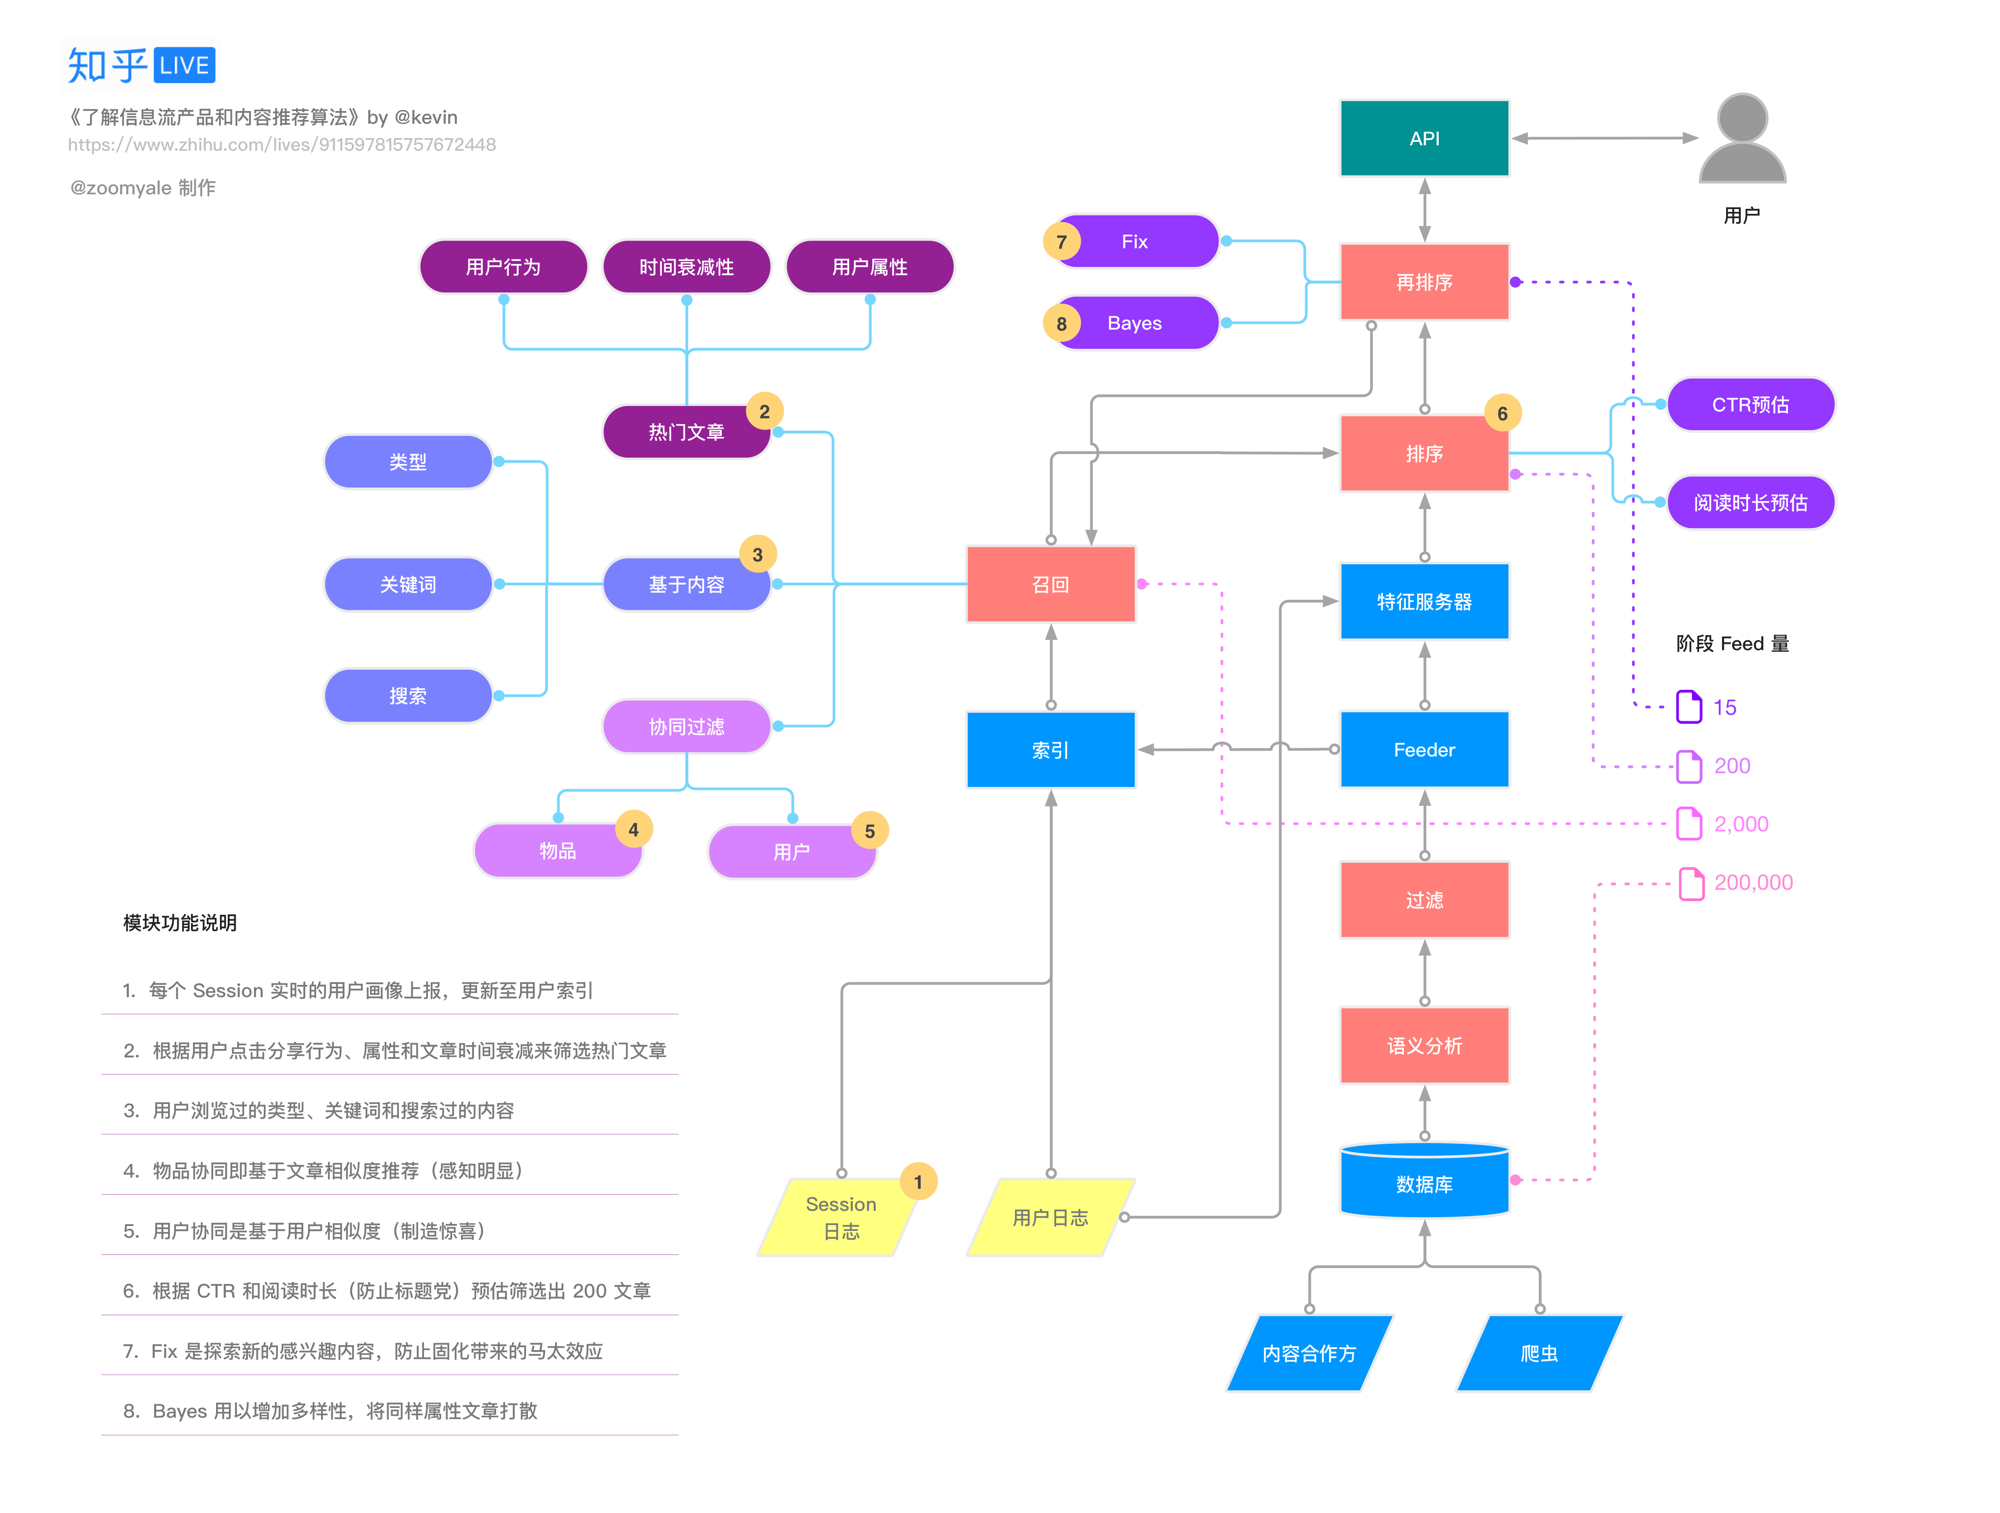 知乎 LIVE
《了解信息流产品和内容推荐算法》by @kevin
https://www.zhihu.com/lives/911597815757672448
@zoomyale 制作
API
用户
7
Fix
再排序
8
Bayes
用户行为
时间衰减性
用户属性
2
热门文章
6
排序
CTR预估
阅读时长预估
类型
3
关键词
基于内容
召回
特征服务器
搜索
协同过滤
索引
Feeder
阶段 Feed 量
15
200
2,000
200,000
4
物品
5
用户
过滤
语义分析
数据库
1
Session
日志
用户日志
内容合作方
爬虫
模块功能说明
1. 每个 Session 实时的用户画像上报，更新至用户索引
2. 根据用户点击分享行为、属性和文章时间衰减来筛选热门文章
3. 用户浏览过的类型、关键词和搜索过的内容
4. 物品协同即基于文章相似度推荐（感知明显）
5. 用户协同是基于用户相似度（制造惊喜）
6. 根据 CTR 和阅读时长（防止标题党）预估筛选出 200 文章
7. Fix 是探索新的感兴趣内容，防止固化带来的马太效应
8. Bayes 用以增加多样性，将同样属性文章打散